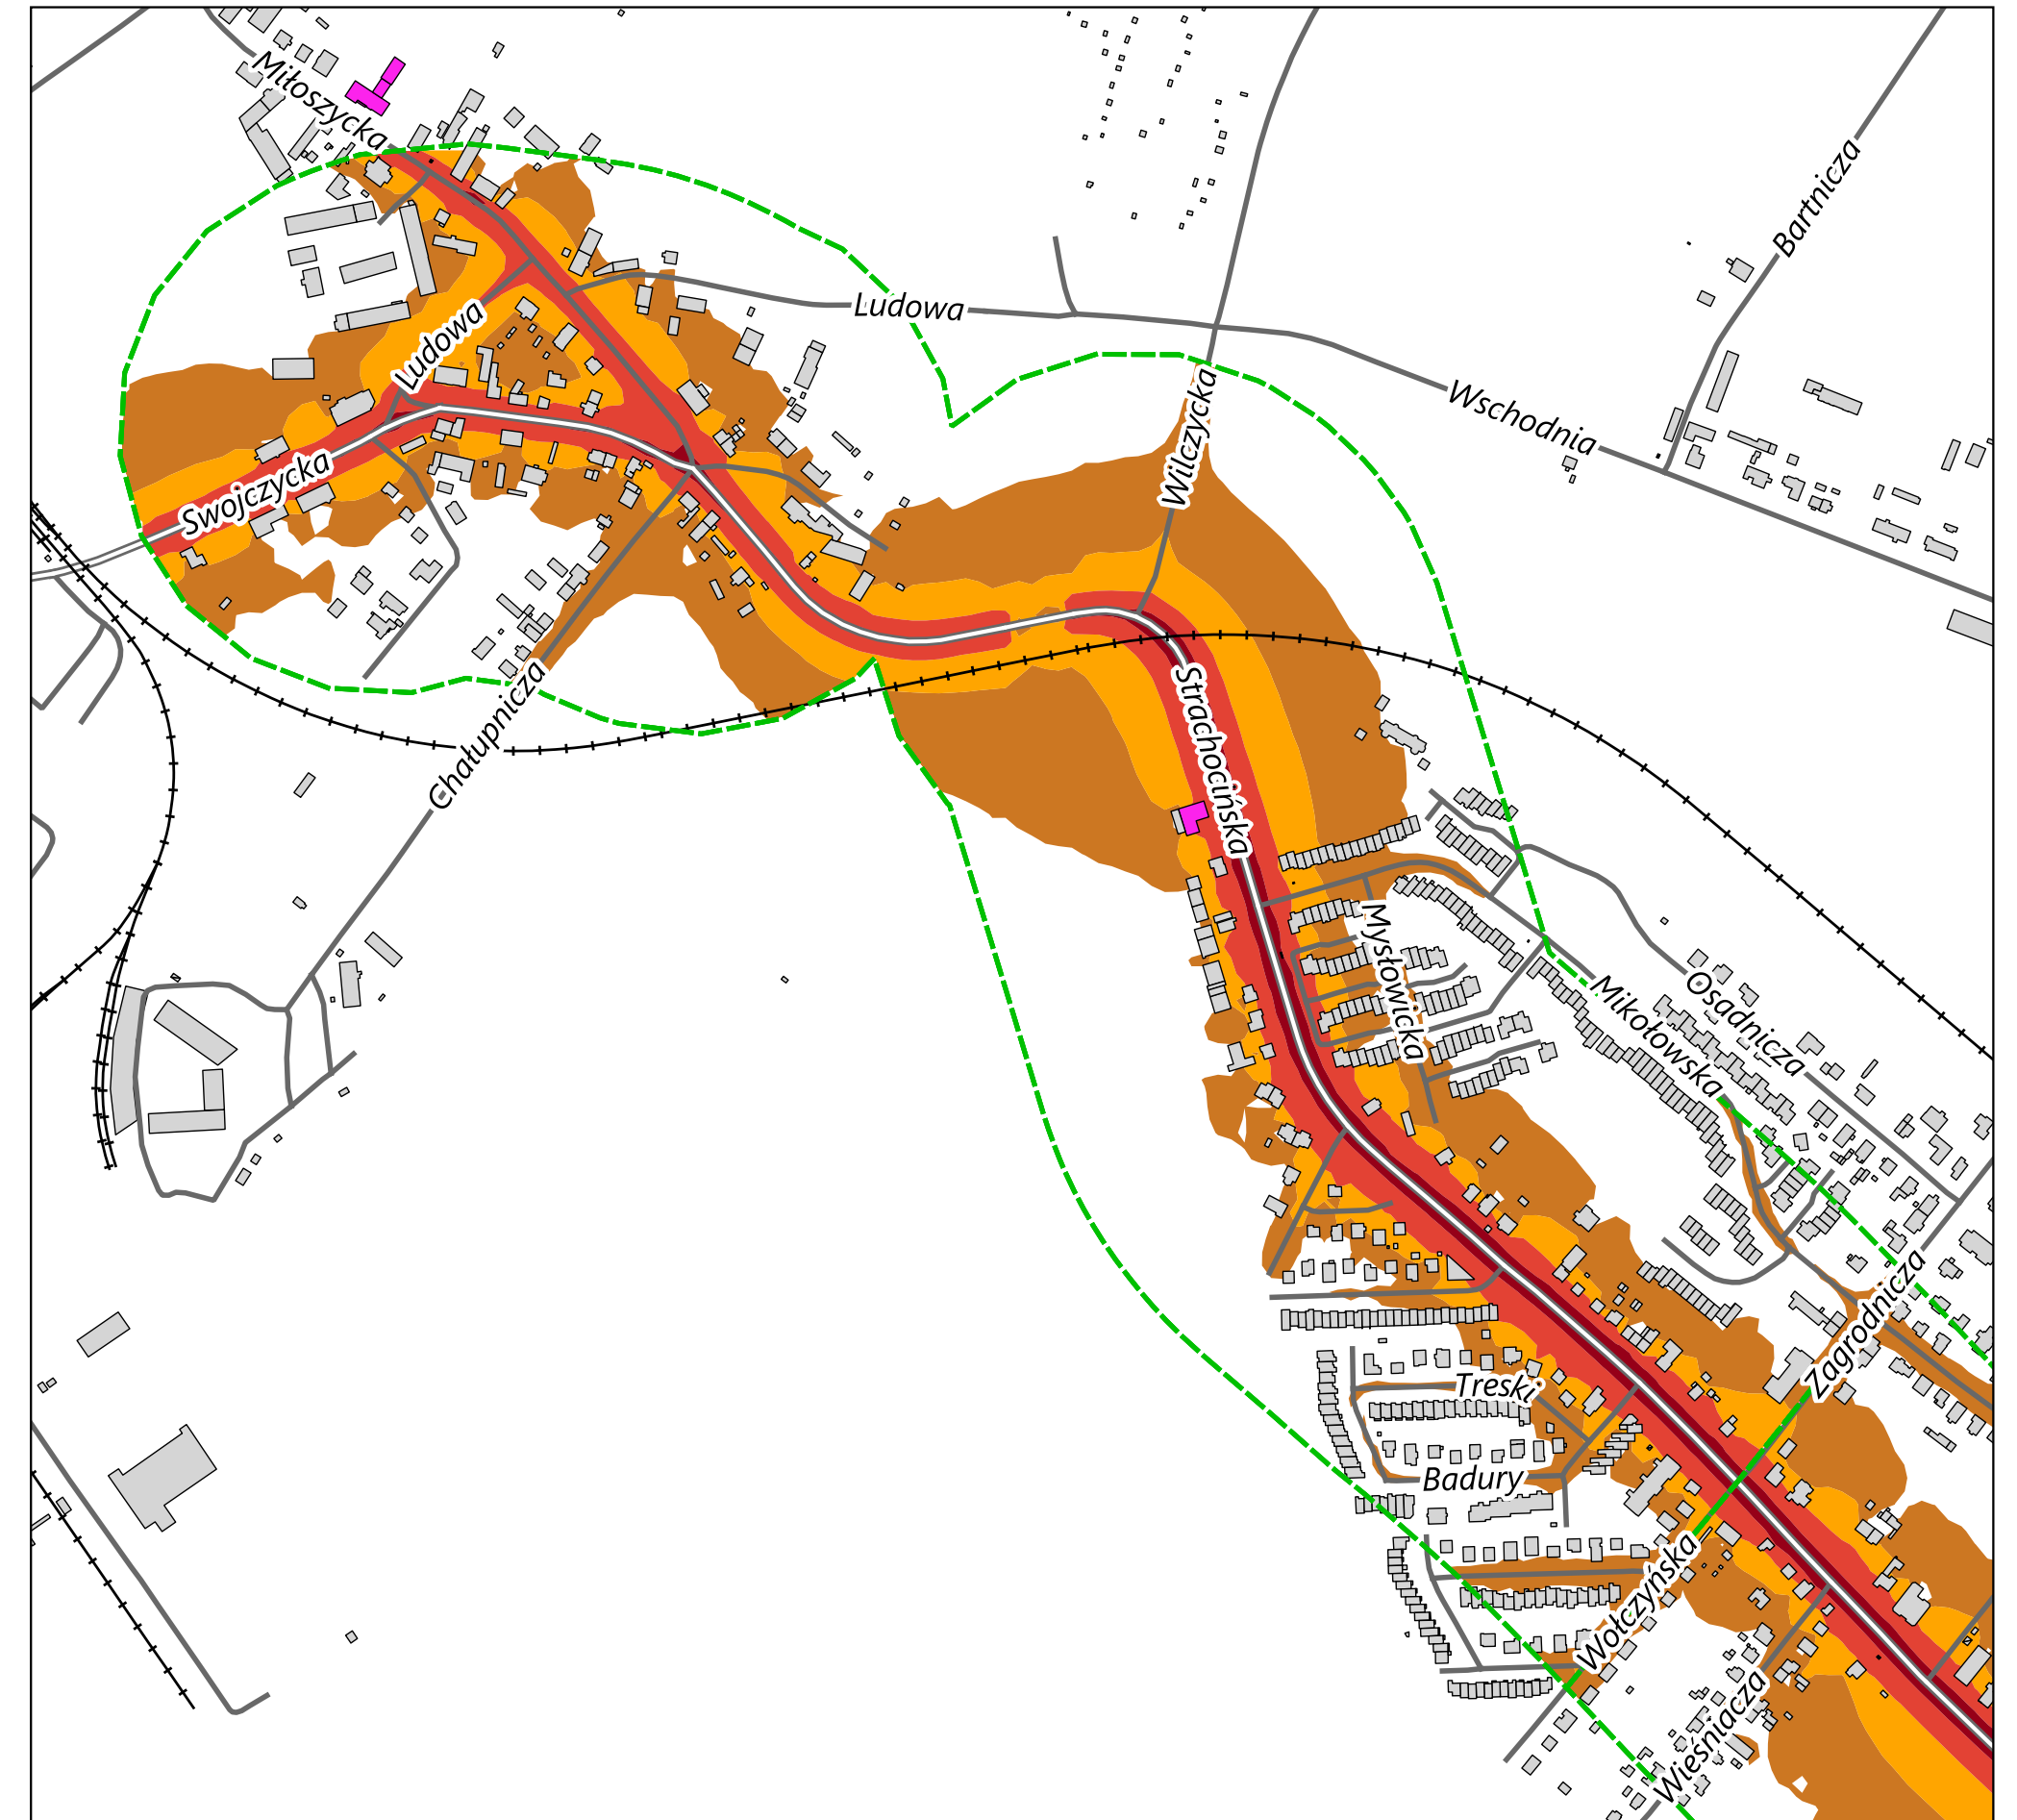 Miłoszycka
Bartnicza
Ludowa
Ludowa
Wilczycka
Wschodnia
Swojczycka
Chałupnicza
Strachocińska
Mysłowicka
Osadnicza
Mikołowska
Zagrodnicza
Treski
Badury
Wołczyńska
Wieśniacza